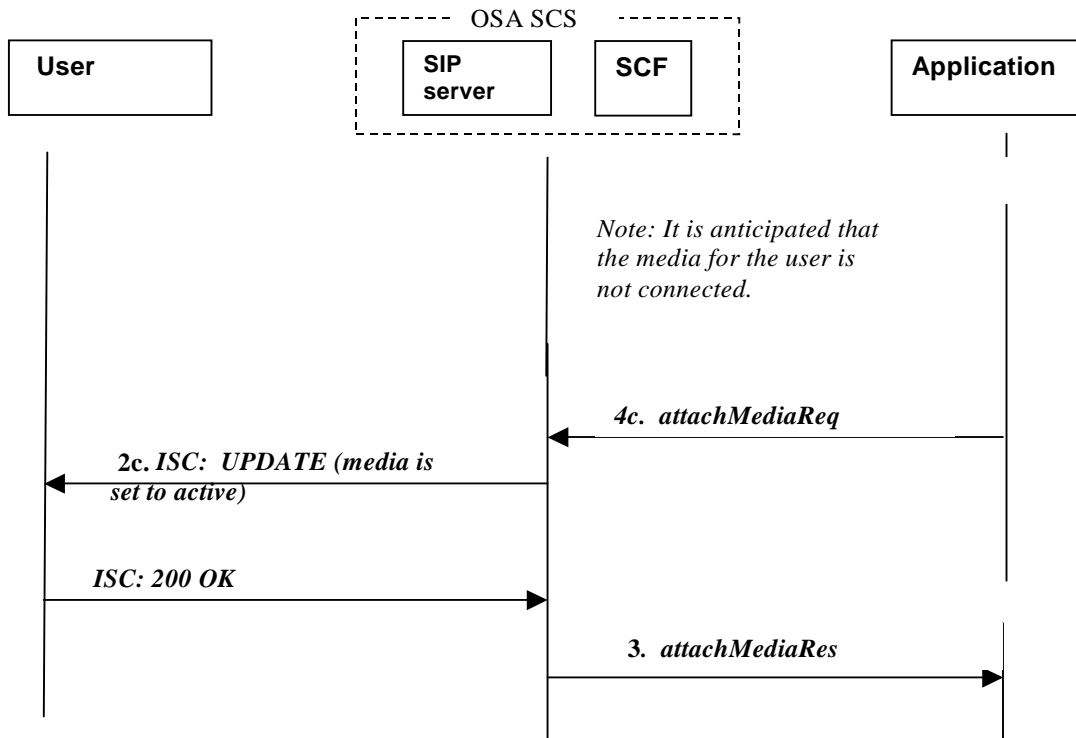 OSA SCS
User
SIP
server
SCF
Application
Note: It is anticipated that
the media for the user is
not connected.
4c. attachMediaReq
2c. ISC: UPDATE (media is
set to active)
ISC: 200 OK
3. attachMediaRes